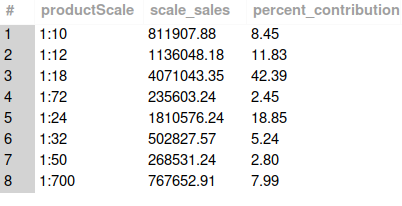 # productScale scale_sales percent_contribution
1 1:10 811907.88 8.45
2 1:12 1136048.18 11.83
3 1:18 4071043.35 42.39
4 1:72 235603.24 2.45
5 1:24 1810576.24 18.85
6 1:32 502827.57 5.24
7 1:50 268531.24 2.80
8 1:700 767652.91 7.99